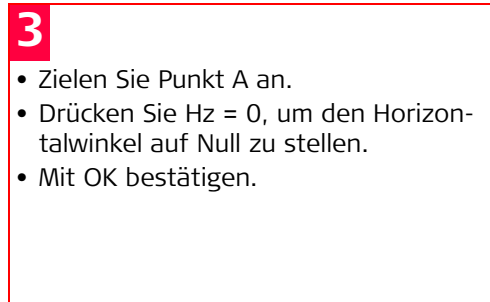 3
• Zielen Sie Punkt A an.
• Drücken Sie Hz = 0, um den Horizon-
talwinkel auf Null zu stellen.
• Mit OK bestätigen.